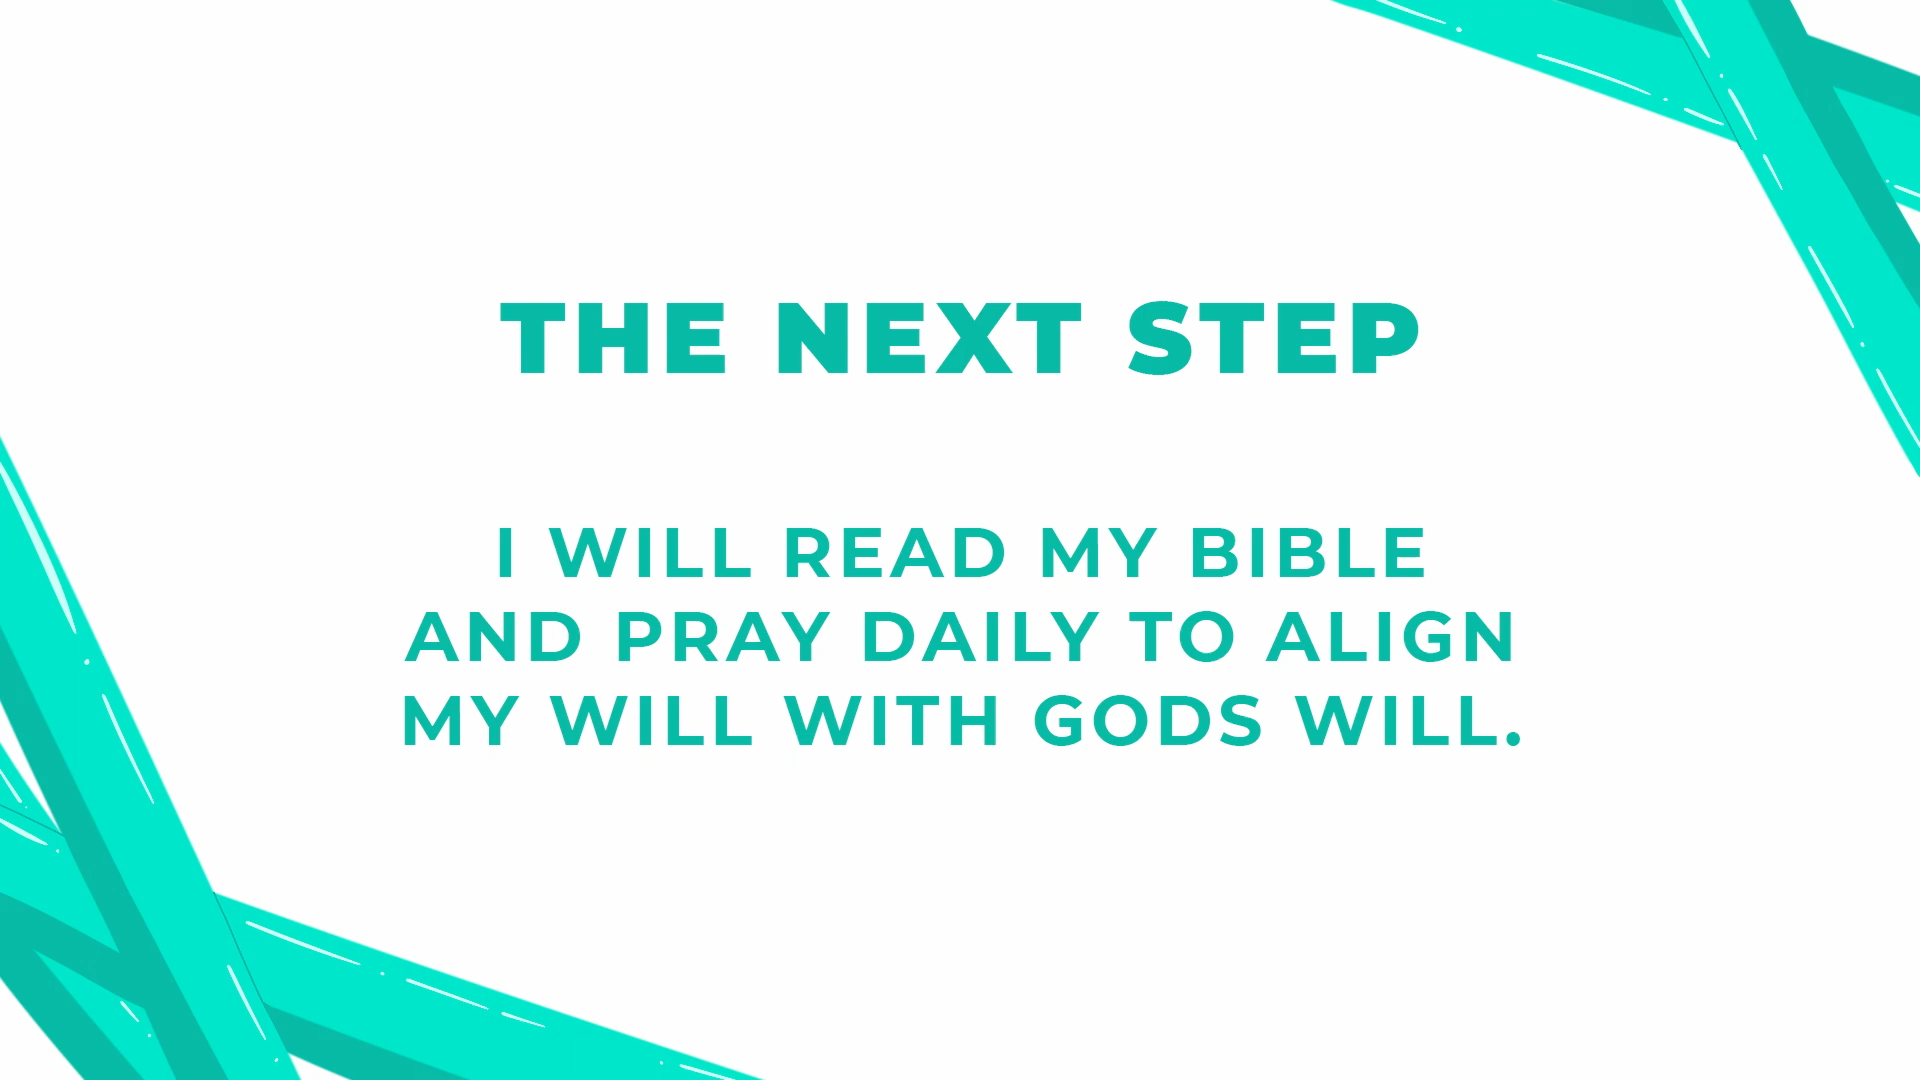 THE NEXT STEP
I WILL READ MY BIBLE
AND PRAY DAILY TO ALIGN
MY WILL WITH GODS WILL.